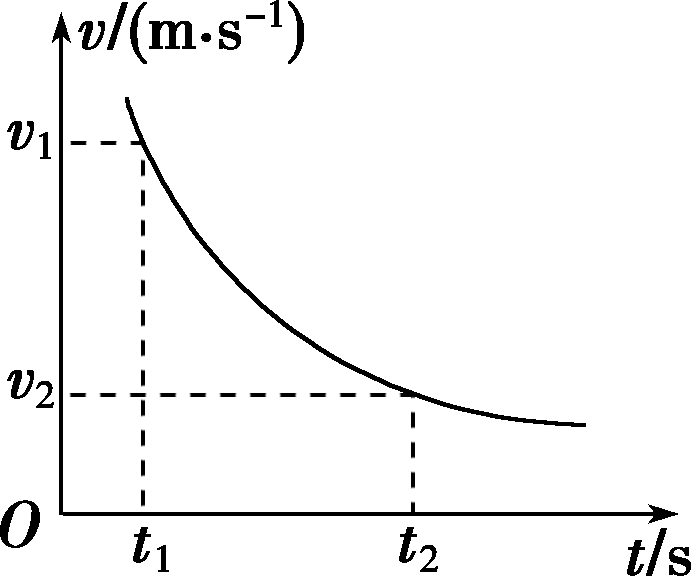 v/(m·s⁻¹)
v₁
v₂
O
t₁
t₂
t/s